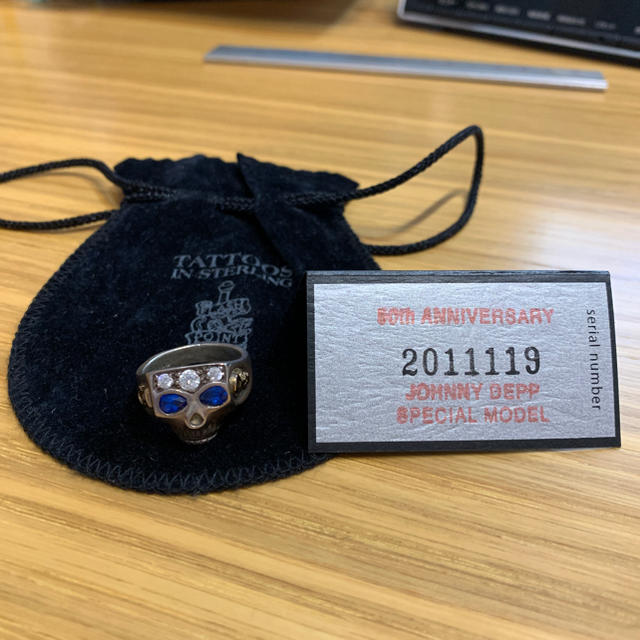 TATTOOS
IN STERLING
50th ANNIVERSARY
2011119
JOHNNY DEPP
SPECIAL MODEL
serial number